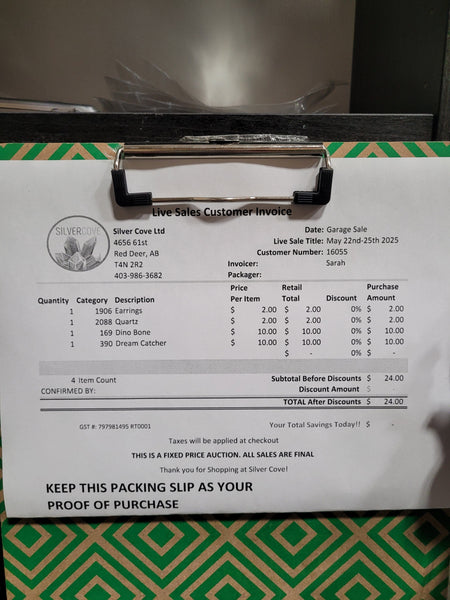 Live Sales Customer Invoice
SILVERCOVE
Silver Cove Ltd
4656 61st
Red Deer, AB
T4N 2R2
403-986-3682
Date: Garage Sale
Live Sale Title: May 22nd-25th 2025
Customer Number: 16055
Invoicer: Sarah
Packager:
Quantity Category Description Price Per Item Retail Total Discount Purchase Amount
1 1906 Earrings $ 2.00 $ 2.00 0% $ 2.00
1 2088 Quartz $ 2.00 $ 2.00 0% $ 2.00
1 169 Dino Bone $ 10.00 $ 10.00 0% $ 10.00
1 390 Dream Catcher $ 10.00 $ 10.00 0% $ 10.00
$ - 0% $ -
4 Item Count Subtotal Before Discounts $ 24.00
CONFIRMED BY: Discount Amount $ -
TOTAL After Discounts $ 24.00
GST #: 797981495 RT0001 Your Total Savings Today!! $ -
Taxes will be applied at checkout
THIS IS A FIXED PRICE AUCTION. ALL SALES ARE FINAL
Thank you for Shopping at Silver Cove!
KEEP THIS PACKING SLIP AS YOUR
PROOF OF PURCHASE